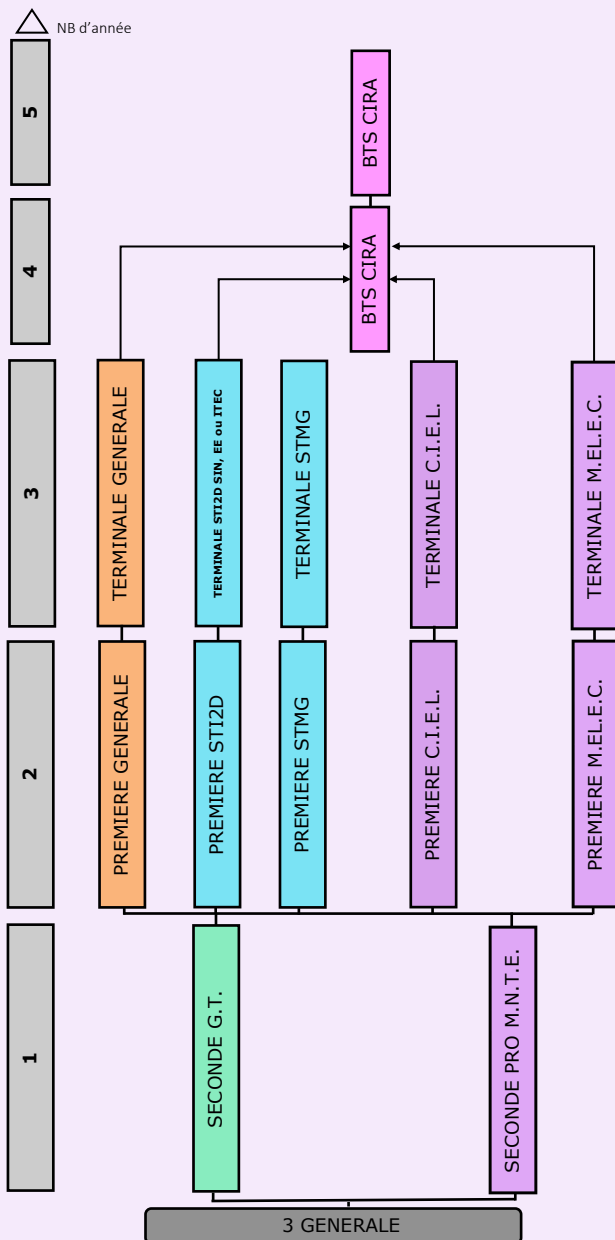 NB d'année
5
BTS CIRA
4
BTS CIRA
3
TERMINALE GENERALE
TERMINALE STI2D SIN, EE ou ITEC
TERMINALE STMG
TERMINALE C.I.E.L.
TERMINALE M.EL.E.C.
2
PREMIERE GENERALE
PREMIERE STI2D
PREMIERE STMG
PREMIERE C.I.E.L.
PREMIERE M.EL.E.C.
1
SECONDE G.T.
SECONDE PRO M.N.T.E.
3 GENERALE